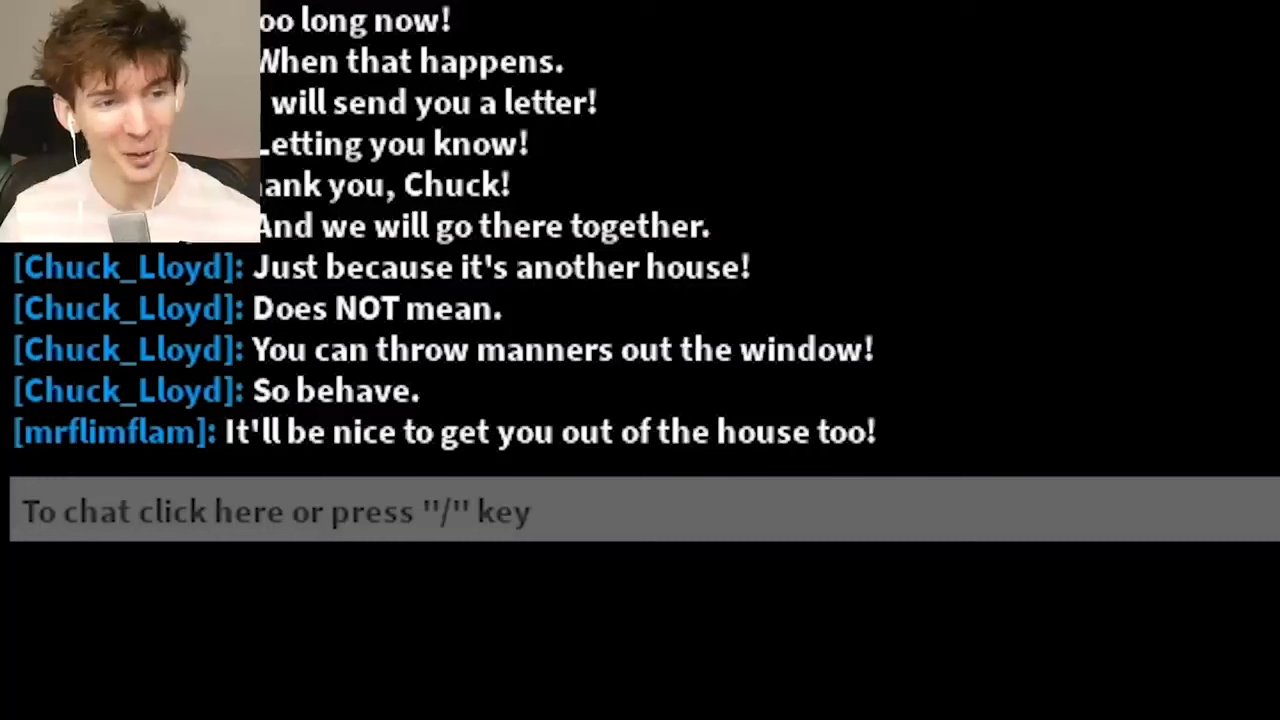 oo long now!
When that happens.
will send you a letter!
Letting you know!
ank you, Chuck!
And we will go there together.
[Chuck_Lloyd]: Just because it's another house!
[Chuck_Lloyd]: Does NOT mean.
[Chuck_Lloyd]: You can throw manners out the window!
[Chuck_Lloyd]: So behave.
[mrflimflam]: It'll be nice to get you out of the house too!
To chat click here or press "/" key